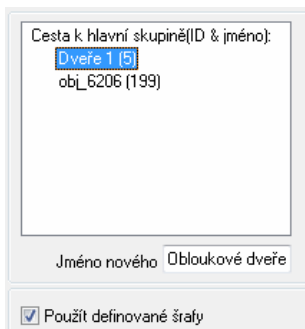 Cesta k hlavní skupině(ID & jméno):
Dveře 1 (5)
obj_6206 (199)
Jméno nového Obloukové dveře
Použít definované šrafy